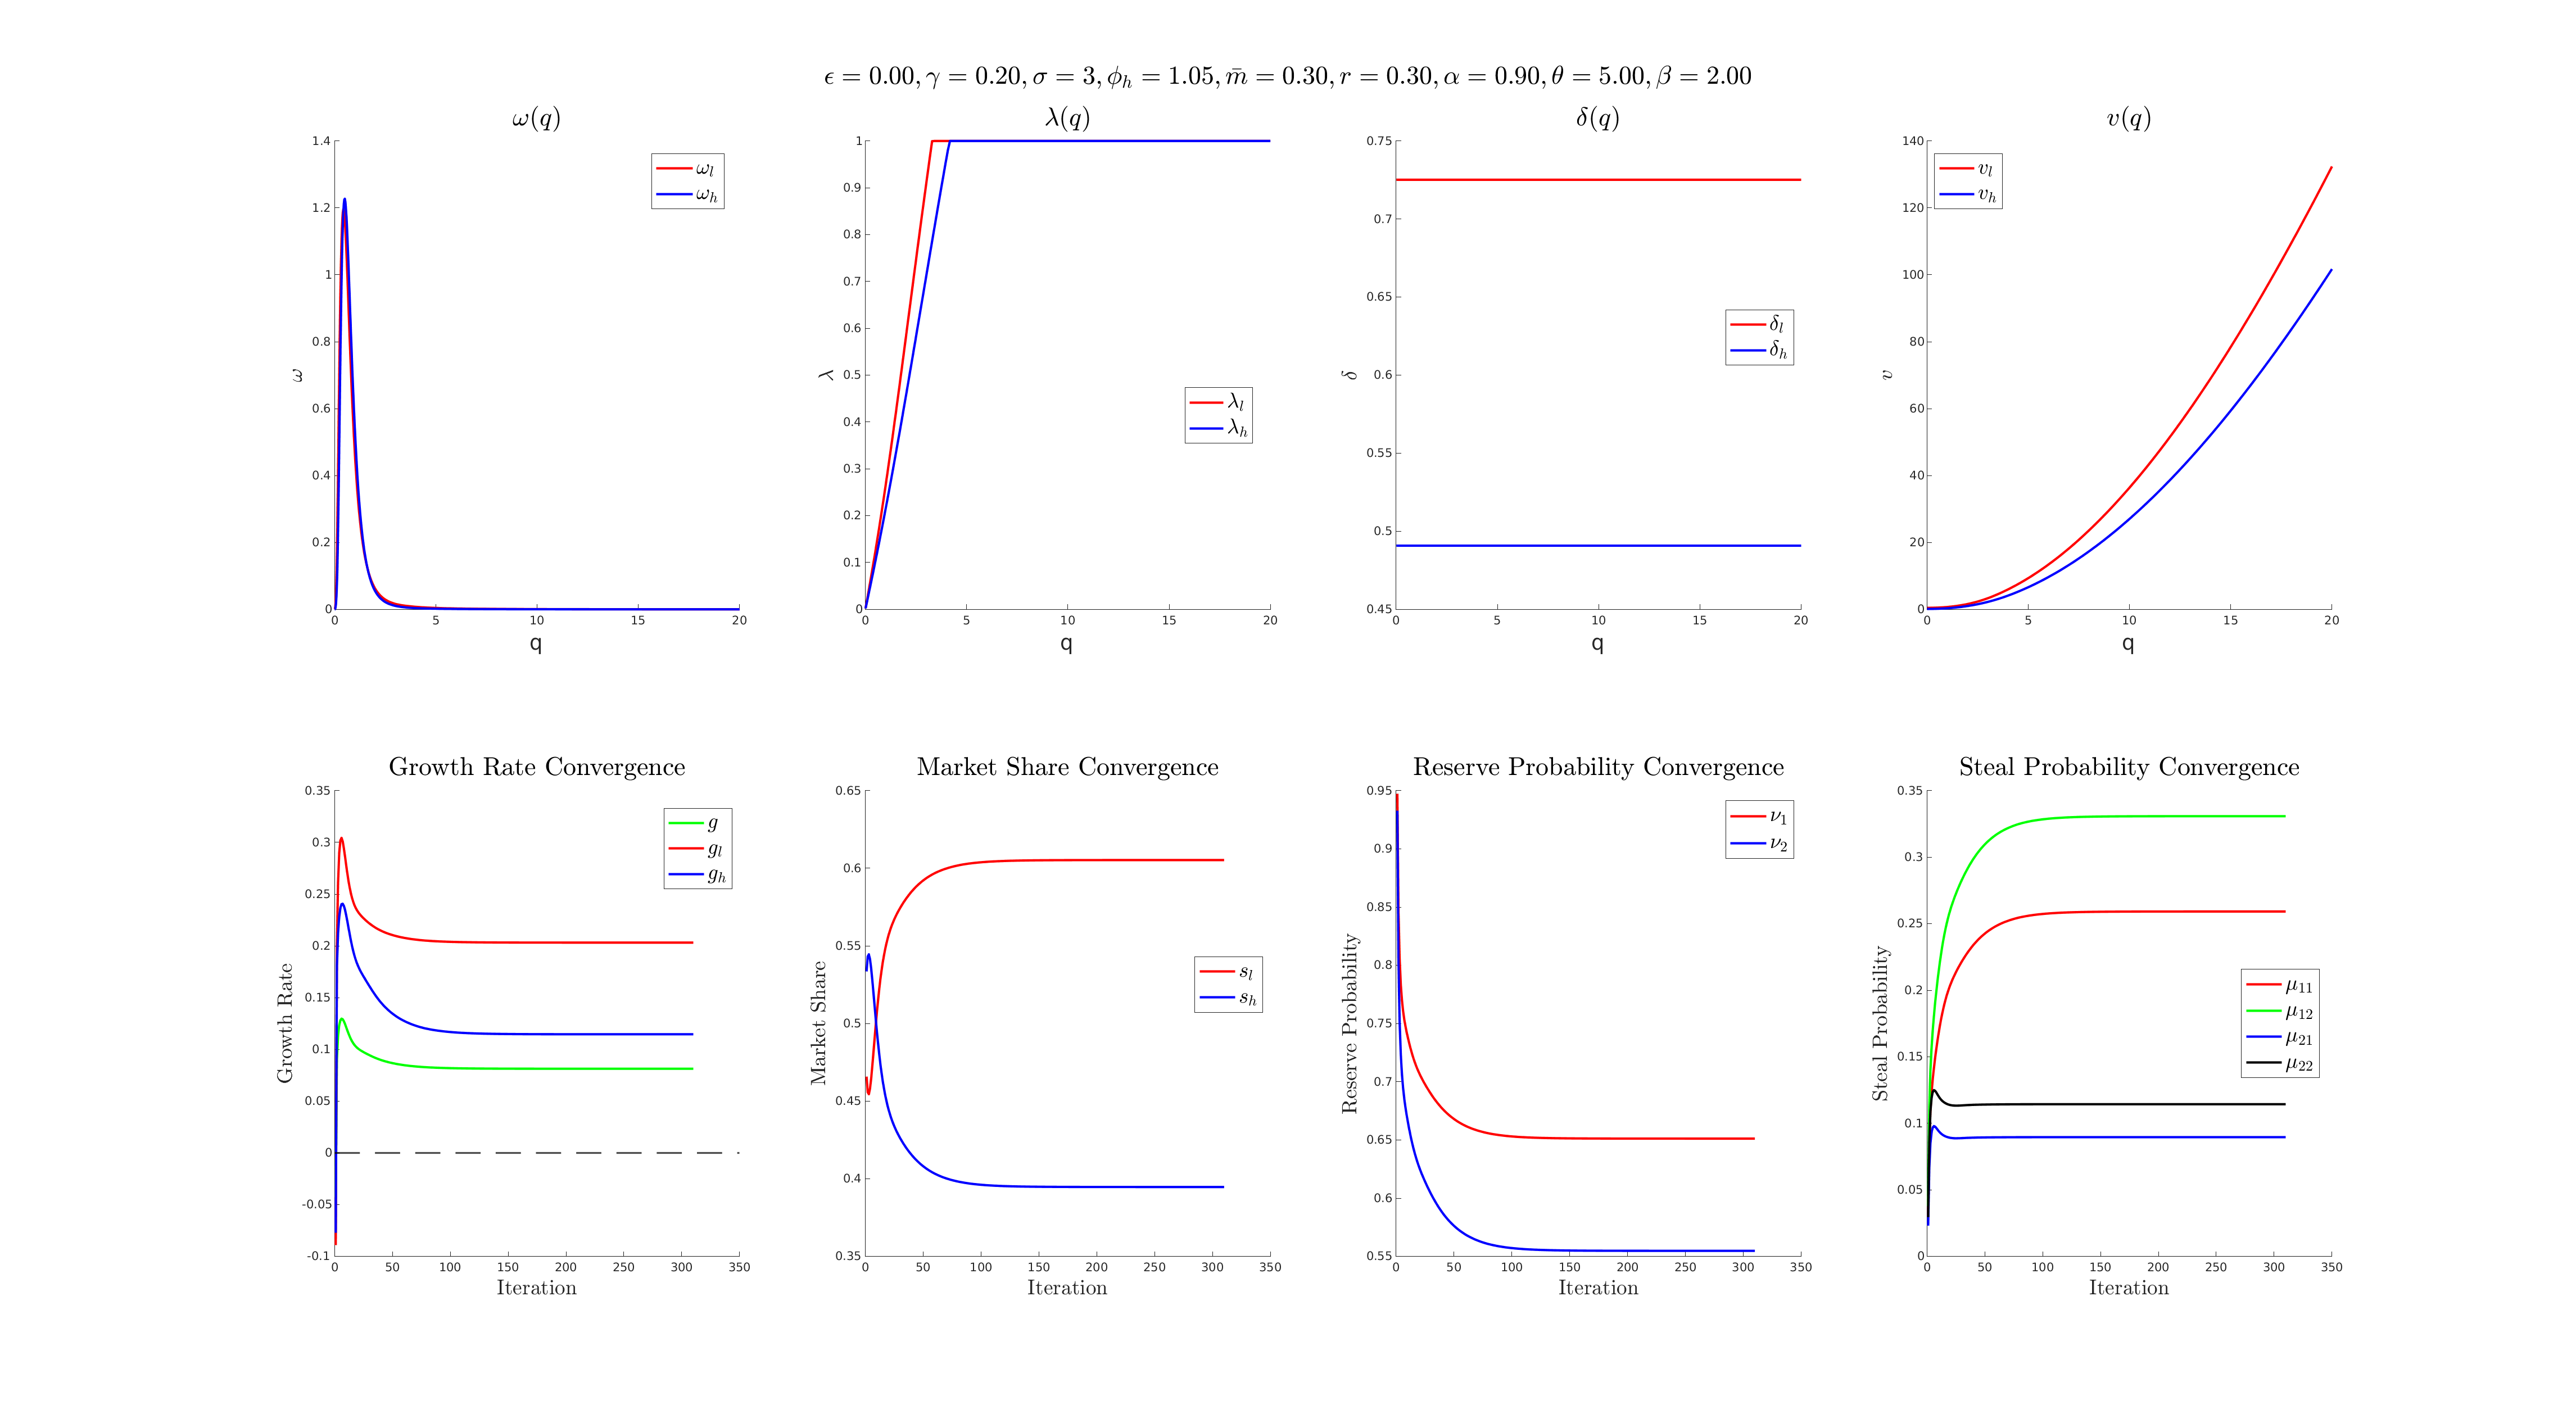 ϵ = 0.00, γ = 0.20, σ = 3, ϕ_h = 1.05, m̄ = 0.30, r = 0.30, α = 0.90, θ = 5.00, β = 2.00
ω(q)
1.4
1.2
1
0.8
0.6
0.4
0.2
0
0 5 10 15 20
ω
q
ω_l
ω_h
λ(q)
1
0.9
0.8
0.7
0.6
0.5
0.4
0.3
0.2
0.1
0
0 5 10 15 20
λ
q
λ_l
λ_h
δ(q)
0.75
0.7
0.65
0.6
0.55
0.5
0.45
0 5 10 15 20
δ
q
δ_l
δ_h
v(q)
140
120
100
80
60
40
20
0
0 5 10 15 20
v
q
v_l
v_h
Growth Rate Convergence
0.35
0.3
0.25
0.2
0.15
0.1
0.05
0
-0.05
-0.1
0 50 100 150 200 250 300 350
Growth Rate
Iteration
g
g_l
g_h
Market Share Convergence
0.65
0.6
0.55
0.5
0.45
0.4
0.35
0 50 100 150 200 250 300 350
Market Share
Iteration
s_l
s_h
Reserve Probability Convergence
0.95
0.9
0.85
0.8
0.75
0.7
0.65
0.6
0.55
0 50 100 150 200 250 300 350
Reserve Probability
Iteration
ν_1
ν_2
Steal Probability Convergence
0.35
0.3
0.25
0.2
0.15
0.1
0.05
0
0 50 100 150 200 250 300 350
Steal Probability
Iteration
μ_11
μ_12
μ_21
μ_22